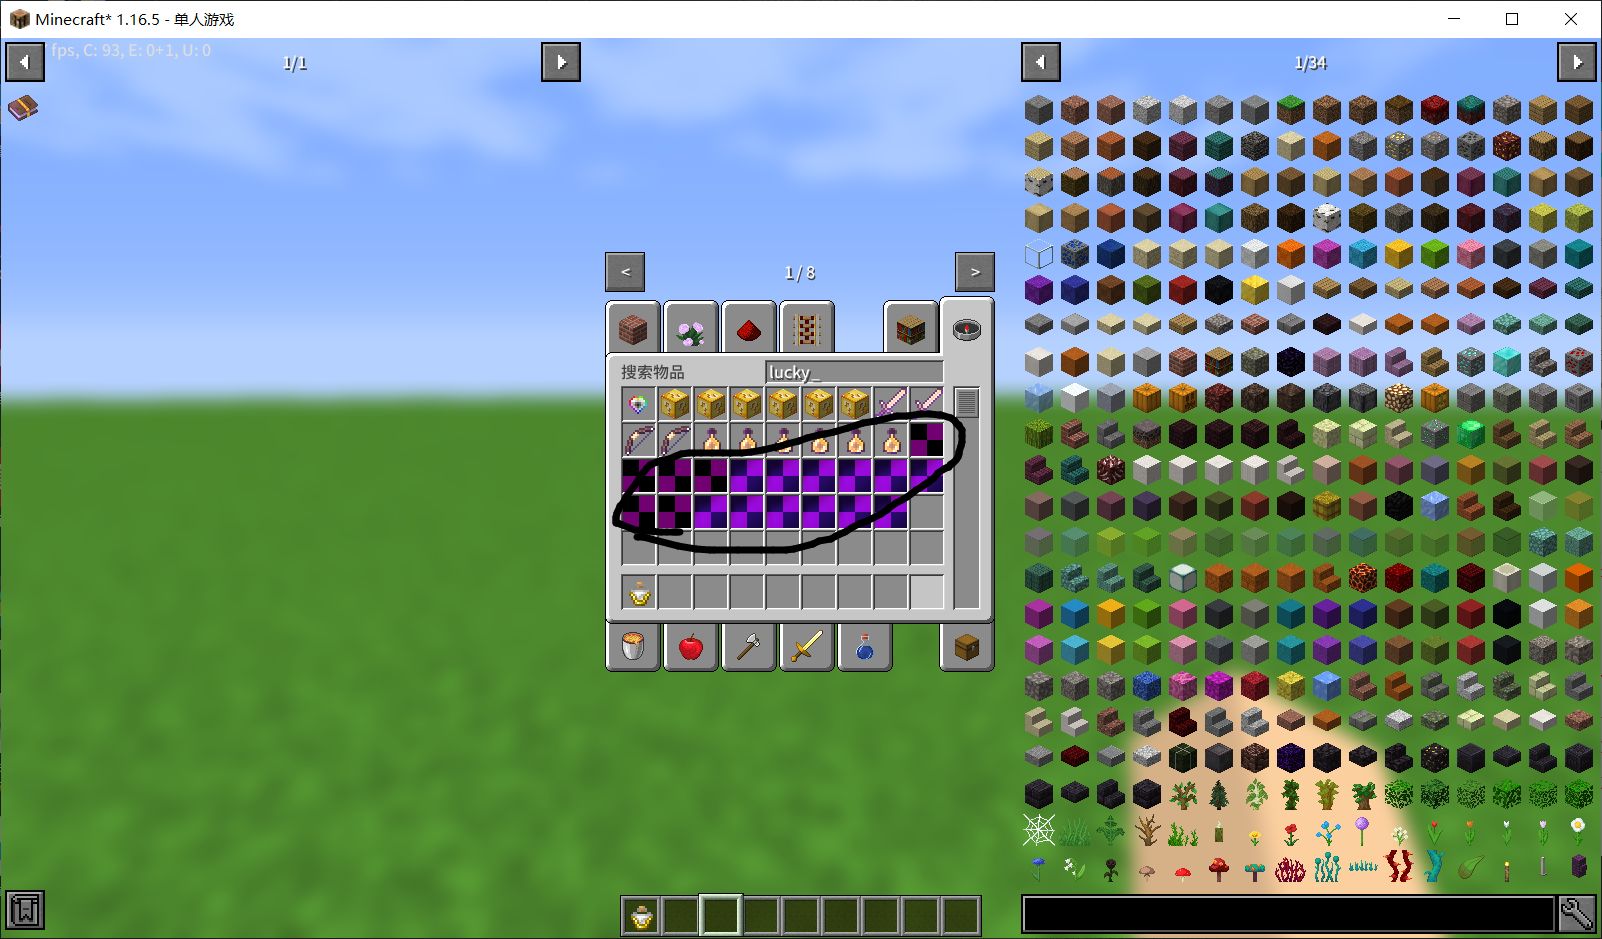 Minecraft* 1.16.5 - 单人游戏
fps, C: 93, E: 0+1, U: 0
1/1
1/34
<
1 / 8
>
搜索物品
lucky_